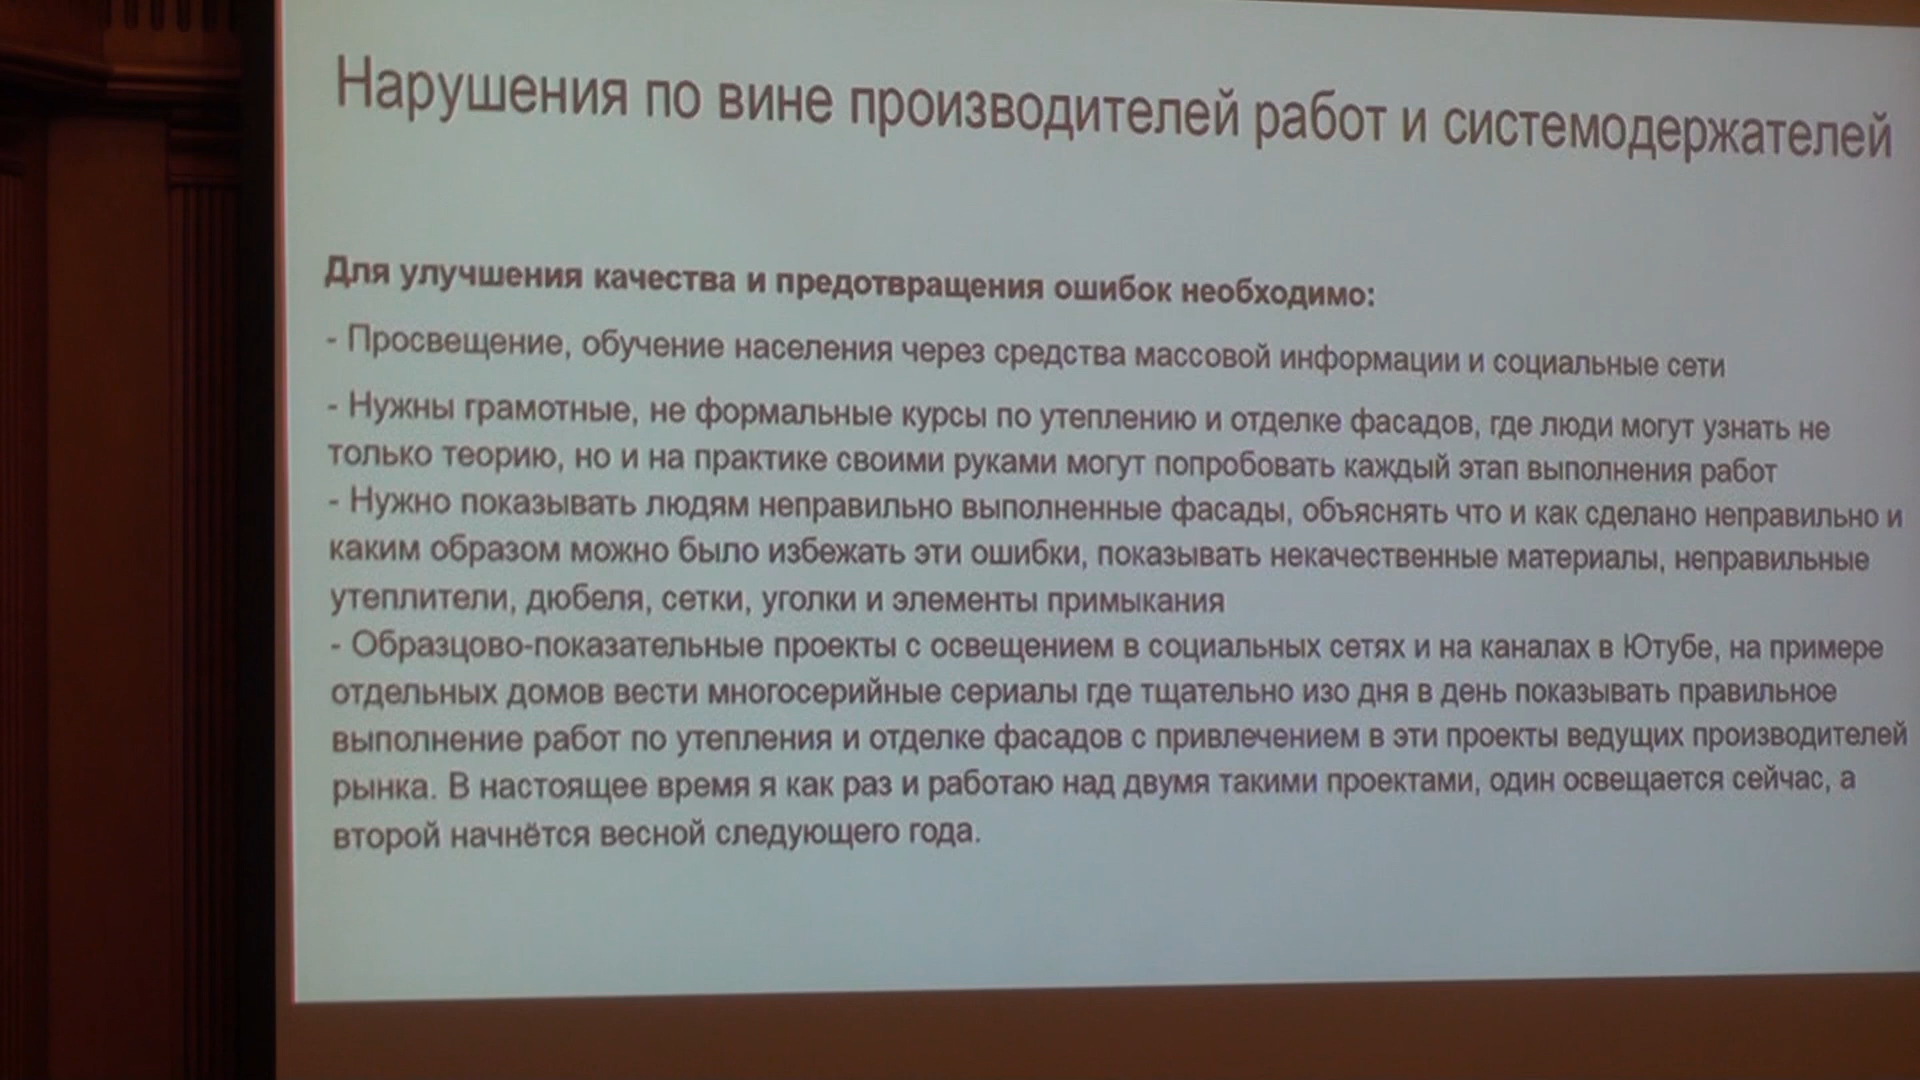 Нарушения по вине производителей работ и системодержателей
Для улучшения качества и предотвращения ошибок необходимо:
- Просвещение, обучение населения через средства массовой информации и социальные сети
- Нужны грамотные, не формальные курсы по утеплению и отделке фасадов, где люди могут узнать не
только теорию, но и на практике своими руками могут попробовать каждый этап выполнения работ
- Нужно показывать людям неправильно выполненные фасады, объяснять что и как сделано неправильно и
каким образом можно было избежать эти ошибки, показывать некачественные материалы, неправильные
утеплители, дюбеля, сетки, уголки и элементы примыкания
- Образцово-показательные проекты с освещением в социальных сетях и на каналах в Ютубе, на примере
отдельных домов вести многосерийные сериалы где тщательно изо дня в день показывать правильное
выполнение работ по утепления и отделке фасадов с привлечением в эти проекты ведущих производителей
рынка. В настоящее время я как раз и работаю над двумя такими проектами, один освещается сейчас, а
второй начнётся весной следующего года.